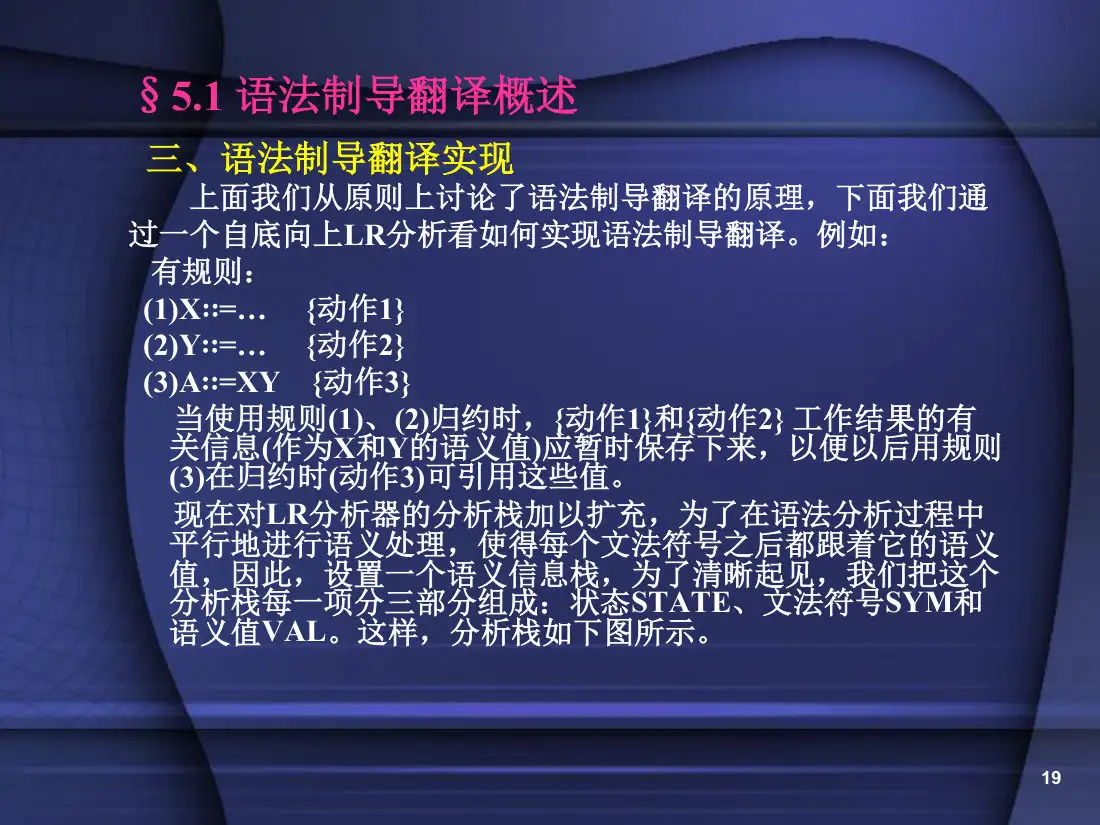 §5.1 语法制导翻译概述
三、语法制导翻译实现
上面我们从原则上讨论了语法制导翻译的原理，下面我们通
过一个自底向上LR分析看如何实现语法制导翻译。例如：
有规则：
(1)X∷=… {动作1}
(2)Y∷=… {动作2}
(3)A∷=XY {动作3}
当使用规则(1)、(2)归约时，{动作1}和{动作2} 工作结果的有
关信息(作为X和Y的语义值)应暂时保存下来，以便以后用规则
(3)在归约时(动作3)可引用这些值。
现在对LR分析器的分析栈加以扩充，为了在语法分析过程中
平行地进行语义处理，使得每个文法符号之后都跟着它的语义
值，因此，设置一个语义信息栈，为了清晰起见，我们把这个
分析栈每一项分三部分组成：状态STATE、文法符号SYM和
语义值VAL。这样，分析栈如下图所示。
19